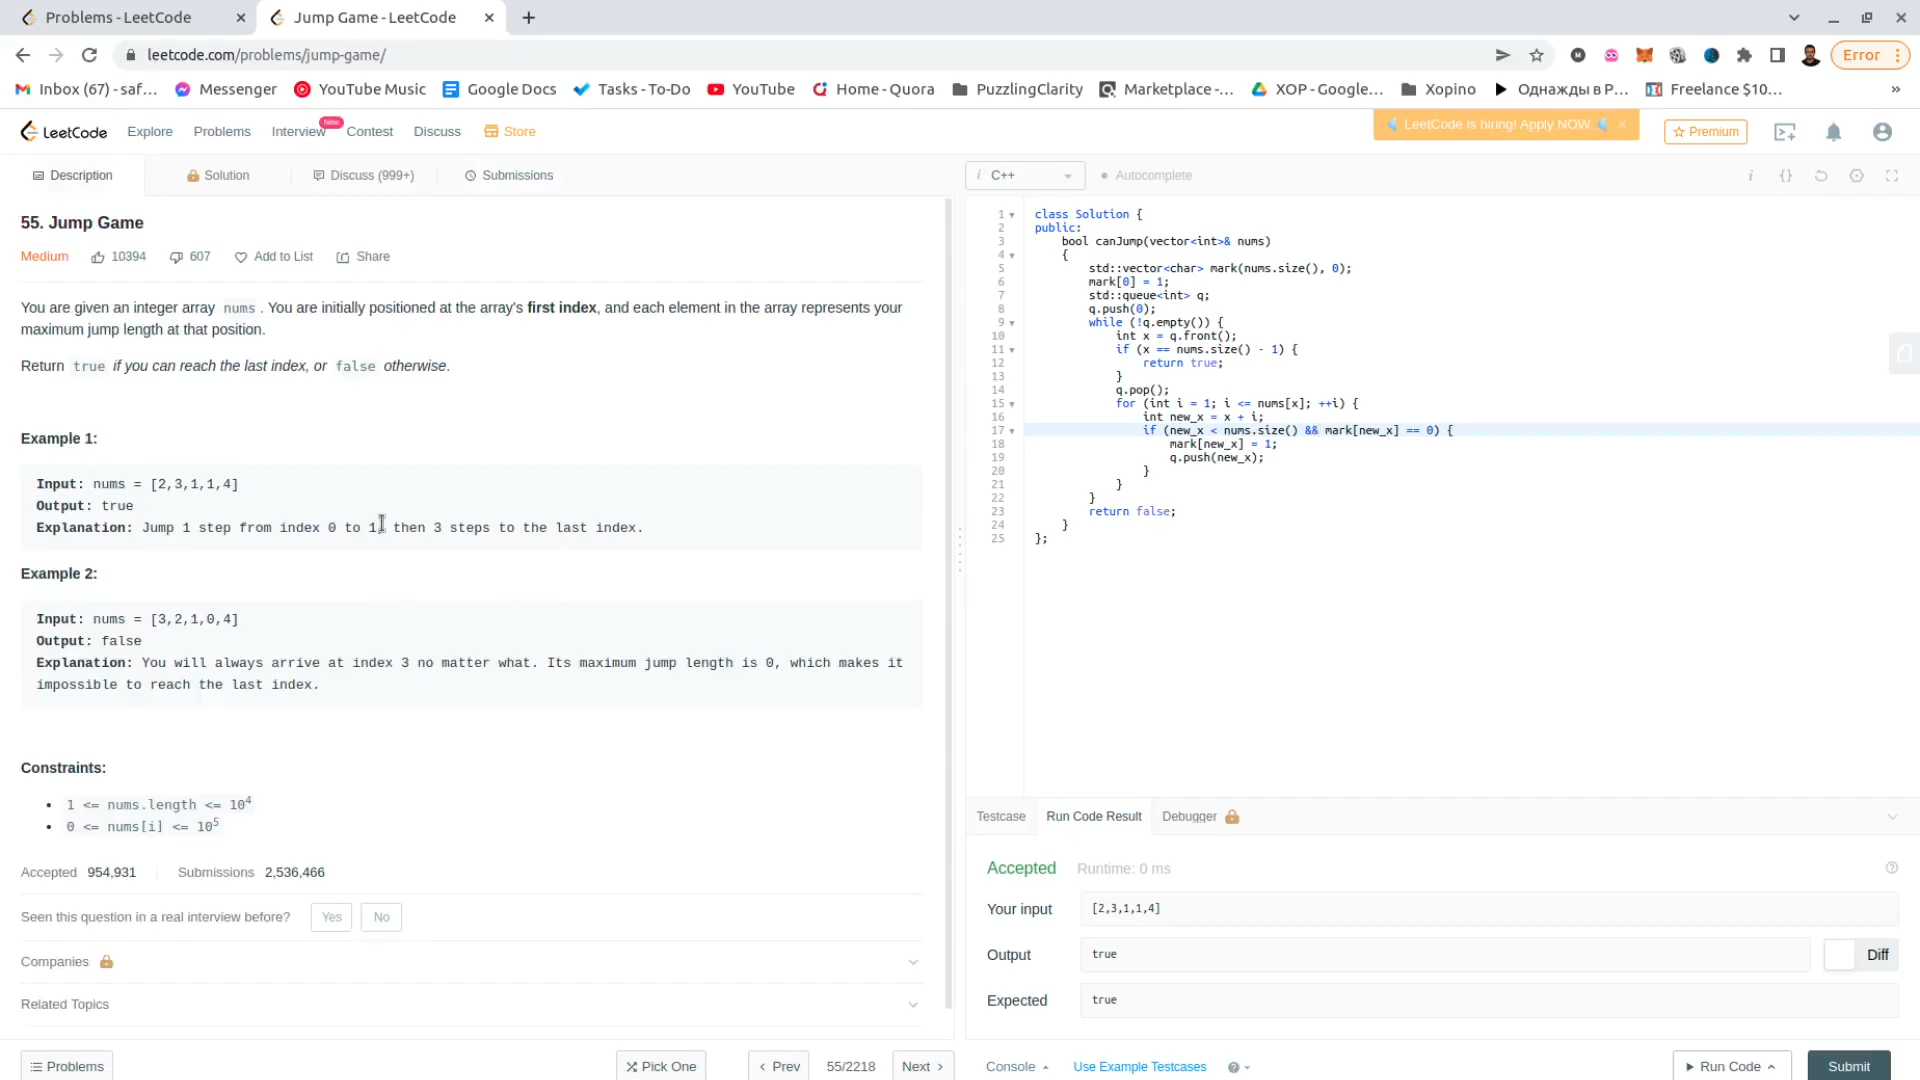 Problems - LeetCode
Jump Game - LeetCode
leetcode.com/problems/jump-game/
Error
Inbox (67) - saf...
Messenger
YouTube Music
Google Docs
Tasks - To-Do
YouTube
Home - Quora
PuzzlingClarity
Marketplace -...
XOP - Google...
Xopino
Однажды в Р...
Freelance $10...
»
LeetCode
Explore
Problems
Interview
New
Contest
Discuss
Store
LeetCode is hiring! Apply NOW.
Premium
Description
Solution
Discuss (999+)
Submissions
i C++
Autocomplete
55. Jump Game
Medium
10394
607
Add to List
Share
You are given an integer array nums . You are initially positioned at the array's first index, and each element in the array represents your
maximum jump length at that position.
Return true if you can reach the last index, or false otherwise.
Example 1:
Input: nums = [2,3,1,1,4]
Output: true
Explanation: Jump 1 step from index 0 to 1, then 3 steps to the last index.
Example 2:
Input: nums = [3,2,1,0,4]
Output: false
Explanation: You will always arrive at index 3 no matter what. Its maximum jump length is 0, which makes it
impossible to reach the last index.
Constraints:
1 <= nums.length <= 10^4
0 <= nums[i] <= 10^5
Accepted 954,931
Submissions 2,536,466
Seen this question in a real interview before?
Yes
No
Companies
Related Topics
Problems
Pick One
Prev
55/2218
Next
1 class Solution {
2 public:
3 bool canJump(vector<int>& nums)
4 {
5 std::vector<char> mark(nums.size(), 0);
6 mark[0] = 1;
7 std::queue<int> q;
8 q.push(0);
9 while (!q.empty()) {
10 int x = q.front();
11 if (x == nums.size() - 1) {
12 return true;
13 }
14 q.pop();
15 for (int i = 1; i <= nums[x]; ++i) {
16 int new_x = x + i;
17 if (new_x < nums.size() && mark[new_x] == 0) {
18 mark[new_x] = 1;
19 q.push(new_x);
20 }
21 }
22 }
23 return false;
24 }
25 };
Testcase
Run Code Result
Debugger
Accepted
Runtime: 0 ms
Your input
[2,3,1,1,4]
Output
true
Diff
Expected
true
Console
Use Example Testcases
Run Code
Submit